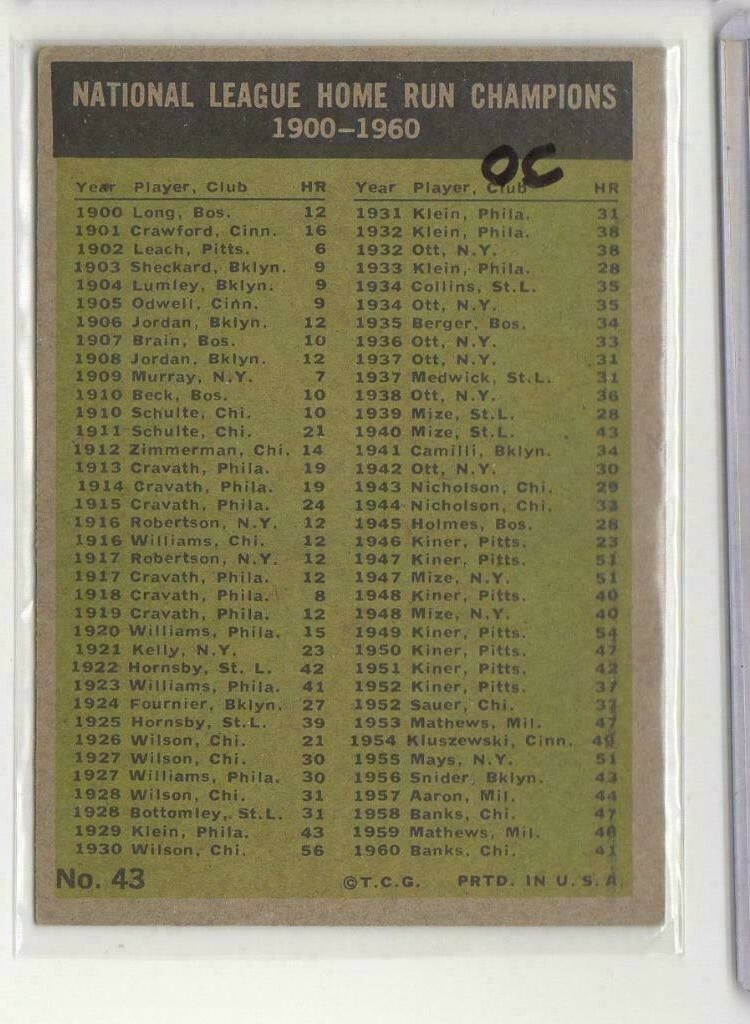 NATIONAL LEAGUE HOME RUN CHAMPIONS
1900-1960
OC
Year Player, Club HR
1900 Long, Bos. 12
1901 Crawford, Cinn. 16
1902 Leach, Pitts. 6
1903 Sheckard, Bklyn. 9
1904 Lumley, Bklyn. 9
1905 Odwell, Cinn. 9
1906 Jordan, Bklyn. 12
1907 Brain, Bos. 10
1908 Jordan, Bklyn. 12
1909 Murray, N.Y. 7
1910 Beck, Bos. 10
1910 Schulte, Chi. 10
1911 Schulte, Chi. 21
1912 Zimmerman, Chi. 14
1913 Cravath, Phila. 19
1914 Cravath, Phila. 19
1915 Cravath, Phila. 24
1916 Robertson, N.Y. 12
1916 Williams, Chi. 12
1917 Robertson, N.Y. 12
1917 Cravath, Phila. 12
1918 Cravath, Phila. 8
1919 Cravath, Phila. 12
1920 Williams, Phila. 15
1921 Kelly, N.Y. 23
1922 Hornsby, St. L. 42
1923 Williams, Phila. 41
1924 Fournier, Bklyn. 27
1925 Hornsby, St.L. 39
1926 Wilson, Chi. 21
1927 Wilson, Chi. 30
1927 Williams, Phila. 30
1928 Wilson, Chi. 31
1928 Bottomley, St.L. 31
1929 Klein, Phila. 43
1930 Wilson, Chi. 56
Year Player, Club HR
1931 Klein, Phila. 31
1932 Klein, Phila. 38
1932 Ott, N.Y. 38
1933 Klein, Phila. 28
1934 Collins, St.L. 35
1934 Ott, N.Y. 35
1935 Berger, Bos. 34
1936 Ott, N.Y. 33
1937 Ott, N.Y. 31
1937 Medwick, St.L. 31
1938 Ott, N.Y. 36
1939 Mize, St.L. 28
1940 Mize, St.L. 43
1941 Camilli, Bklyn. 34
1942 Ott, N.Y. 30
1943 Nicholson, Chi. 29
1944 Nicholson, Chi. 33
1945 Holmes, Bos. 28
1946 Kiner, Pitts. 23
1947 Kiner, Pitts. 51
1947 Mize, N.Y. 51
1948 Kiner, Pitts. 40
1948 Mize, N.Y. 40
1949 Kiner, Pitts. 54
1950 Kiner, Pitts. 47
1951 Kiner, Pitts. 42
1952 Kiner, Pitts. 37
1952 Sauer, Chi. 37
1953 Mathews, Mil. 47
1954 Kluszewski, Cinn. 49
1955 Mays, N.Y. 51
1956 Snider, Bklyn. 43
1957 Aaron, Mil. 44
1958 Banks, Chi. 47
1959 Mathews, Mil. 46
1960 Banks, Chi. 41
No. 43
©T.C.G. PRTD. IN U.S.A.